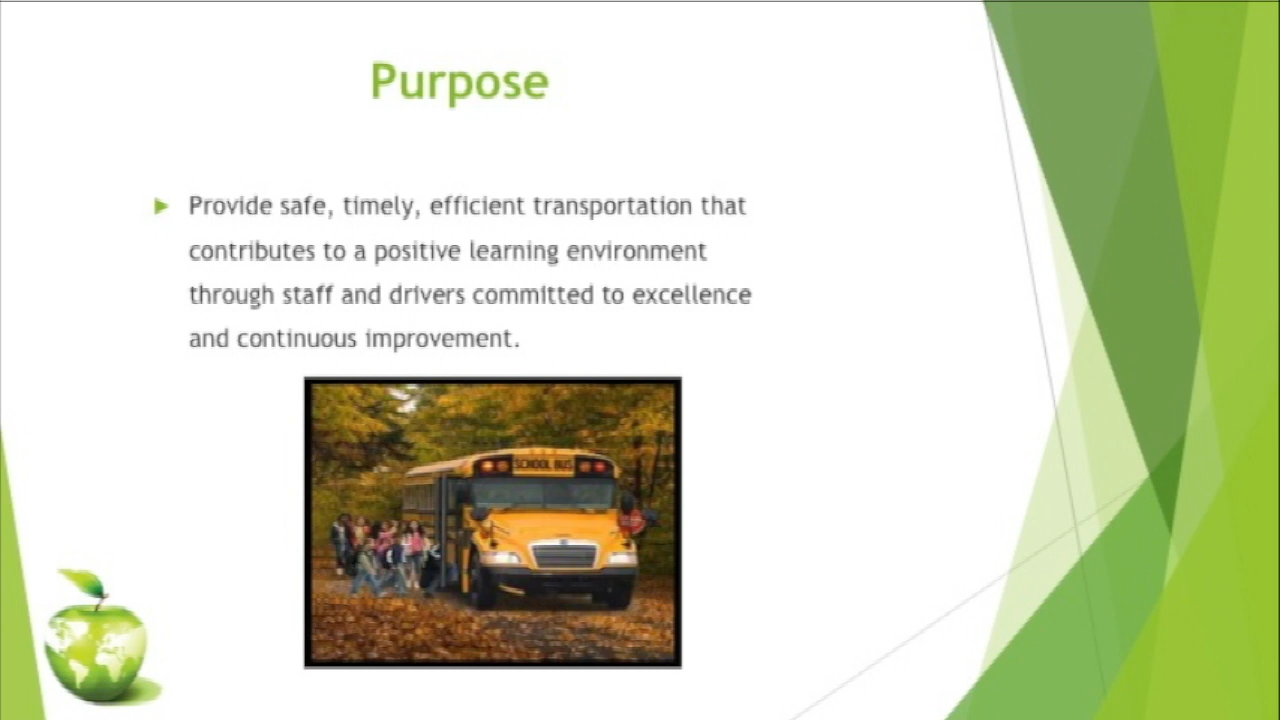 Purpose
Provide safe, timely, efficient transportation that
contributes to a positive learning environment
through staff and drivers committed to excellence
and continuous improvement.
SCHOOL BUS